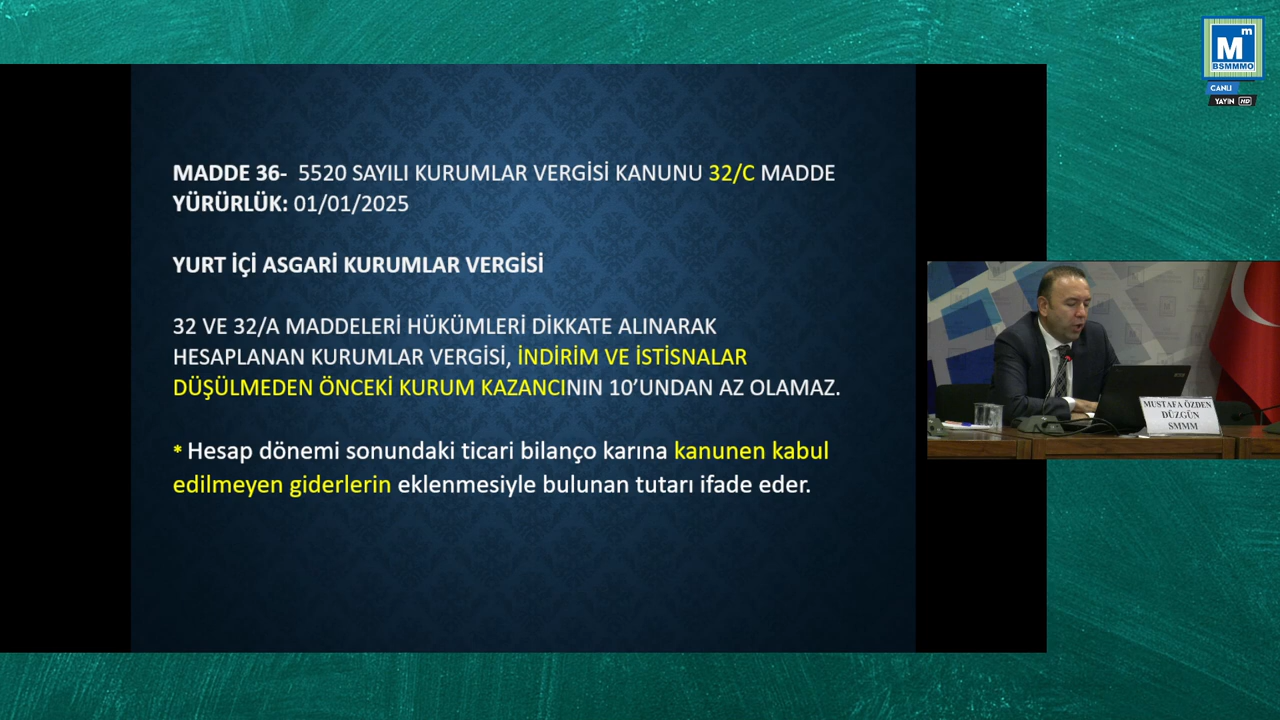 MADDE 36- 5520 SAYILI KURUMLAR VERGİSİ KANUNU 32/C MADDE
YÜRÜRLÜK: 01/01/2025
YURT İÇİ ASGARİ KURUMLAR VERGİSİ
32 VE 32/A MADDELERİ HÜKÜMLERİ DİKKATE ALINARAK
HESAPLANAN KURUMLAR VERGİSİ, İNDİRİM VE İSTİSNALAR
DÜŞÜLMEDEN ÖNCEKİ KURUM KAZANCININ 10’UNDAN AZ OLAMAZ.
* Hesap dönemi sonundaki ticari bilanço karına kanunen kabul
edilmeyen giderlerin eklenmesiyle bulunan tutarı ifade eder.
Mm
BSMMMO
CANLI
YAYIN HD
MUSTAFA ÖZDEN
DÜZGÜN
SMMM